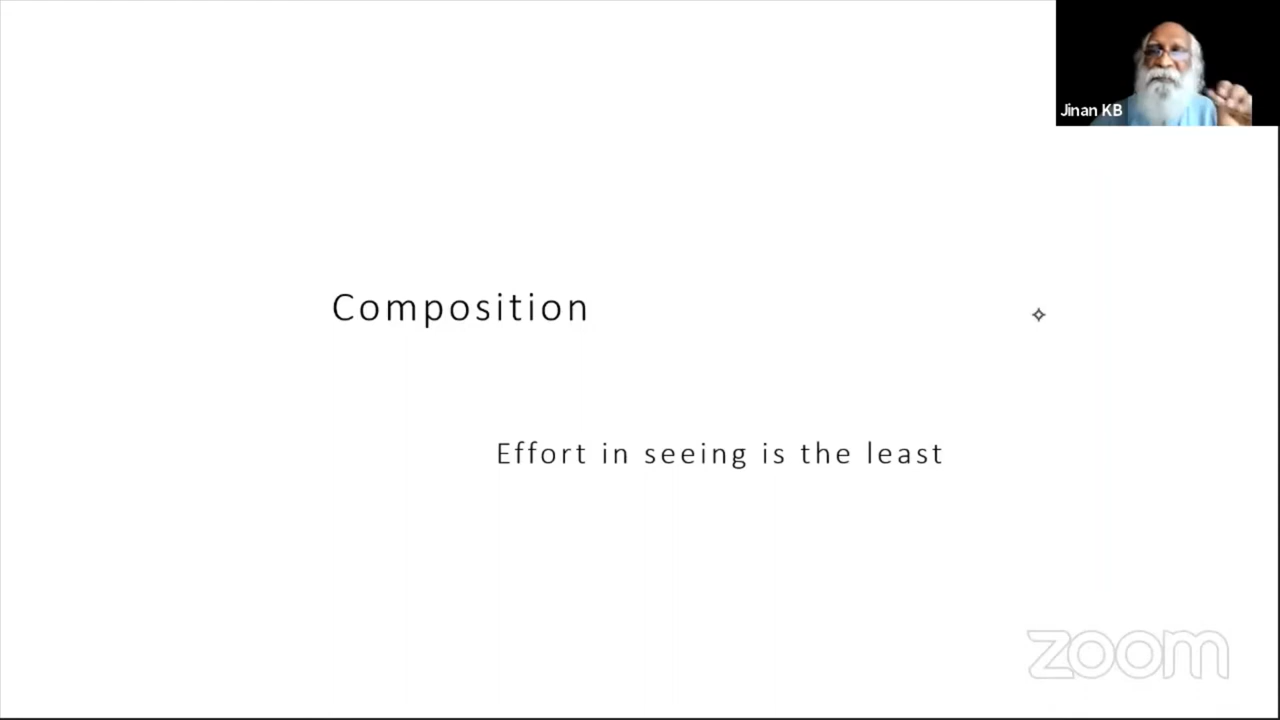 Jinan KB
Composition
Effort in seeing is the least
zoom